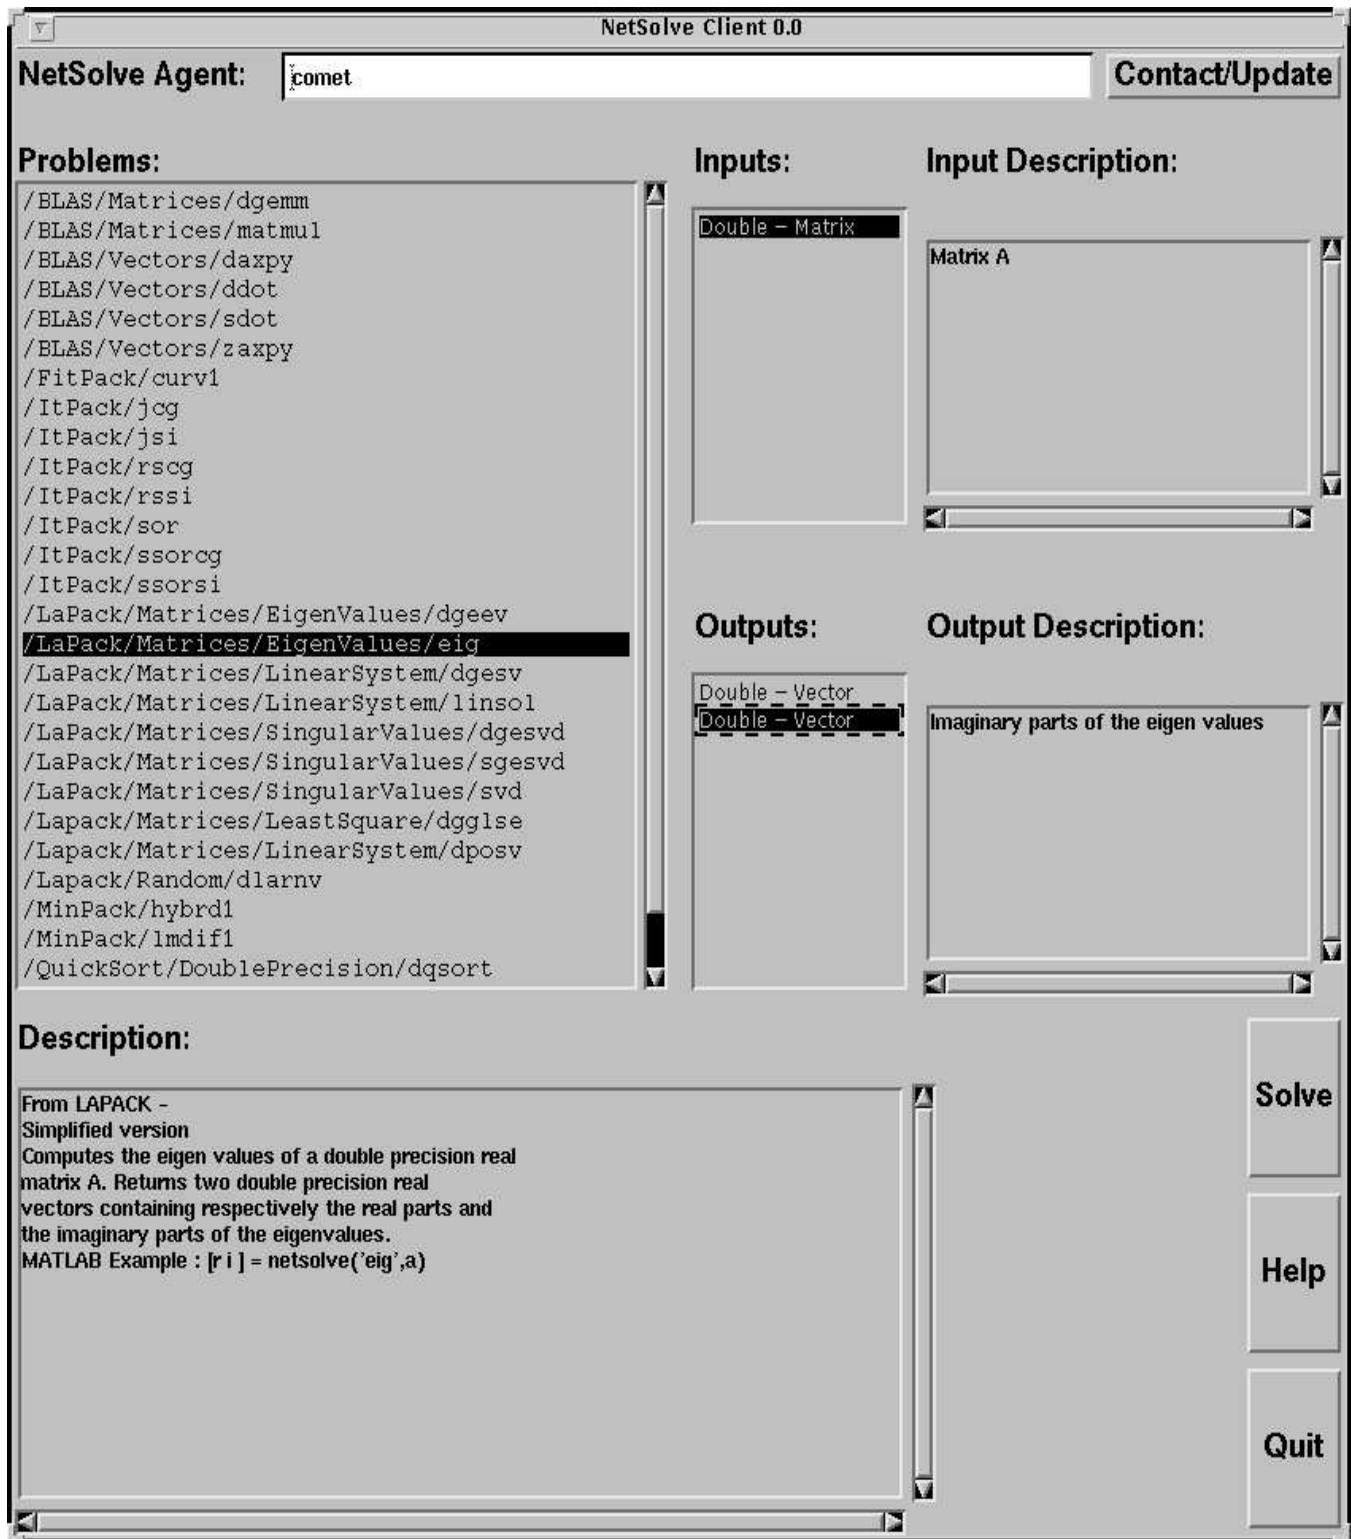 NetSolve Client 0.0
NetSolve Agent:
comet
Contact/Update
Problems:
/BLAS/Matrices/dgemm
/BLAS/Matrices/matmul
/BLAS/Vectors/daxpy
/BLAS/Vectors/ddot
/BLAS/Vectors/sdot
/BLAS/Vectors/zaxpy
/FitPack/curv1
/ItPack/jcg
/ItPack/jsi
/ItPack/rscg
/ItPack/rssi
/ItPack/sor
/ItPack/ssorcg
/ItPack/ssorsi
/LaPack/Matrices/EigenValues/dgeev
/LaPack/Matrices/EigenValues/eig
/LaPack/Matrices/LinearSystem/dgesv
/LaPack/Matrices/LinearSystem/linsol
/LaPack/Matrices/SingularValues/dgesvd
/LaPack/Matrices/SingularValues/sgesvd
/LaPack/Matrices/SingularValues/svd
/Lapack/Matrices/LeastSquare/dgglse
/Lapack/Matrices/LinearSystem/dposv
/Lapack/Random/dlarnv
/MinPack/hybrd1
/MinPack/lmdif1
/QuickSort/DoublePrecision/dqsort
Inputs:
Double – Matrix
Input Description:
Matrix A
Outputs:
Double – Vector
Double – Vector
Output Description:
Imaginary parts of the eigen values
Description:
From LAPACK -
Simplified version
Computes the eigen values of a double precision real
matrix A. Returns two double precision real
vectors containing respectively the real parts and
the imaginary parts of the eigenvalues.
MATLAB Example : [r i ] = netsolve('eig',a)
Solve
Help
Quit